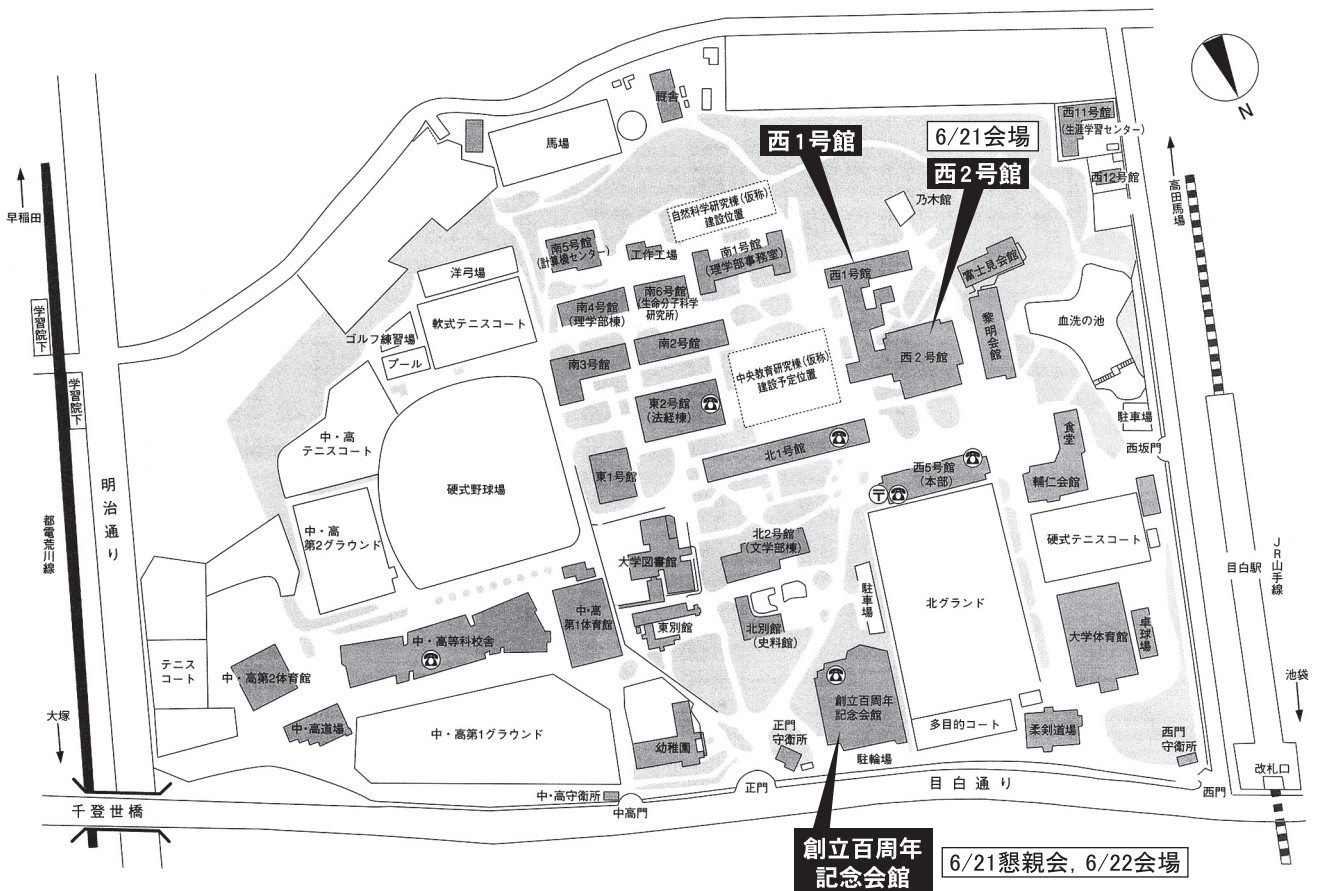 西11号館
(生涯学習センター)
厩舎
6/21会場
西1号館
馬場
西2号館
西12号館
高田馬場
乃木館
早稲田
自然科学研究棟(仮称)
建設位置
南5号館
(計算機センター)
工作工場
南1号館
(理学部事務室)
富士見会館
洋弓場
西1号館
南6号館
(生命分子科学
研究所)
南4号館
(理学部棟)
学習院下
軟式テニスコート
血洗の池
ゴルフ練習場
黎明会館
南2号館
西2号館
プール
南3号館
中央教育研究棟(仮称)
建設予定位置
学習院下
東2号館
(法経棟)
駐車場
中・高
テニスコート
食堂
西坂門
北1号館
東1号館
西5号館
(本部)
輔仁会館
〒
硬式野球場
明治通り
中・高
第2グラウンド
北2号館
(文学部棟)
硬式テニスコート
都電荒川線
大学図書館
JR山手線
目白駅
駐車場
北グランド
中・高
第1体育館
東別館
北別館
(史料館)
大学体育館
卓球場
中・高等科校舎
テニス
コート
中・高第2体育館
池袋
創立百周年
記念会館
大塚
中・高道場
中・高第1グラウンド
多目的コート
柔剣道場
正門
守衛所
西門
守衛所
幼稚園
駐輪場
改札口
目白通り
正門
西門
中・高守衛所
中高門
千登世橋
創立百周年
記念会館
6/21懇親会, 6/22会場
N